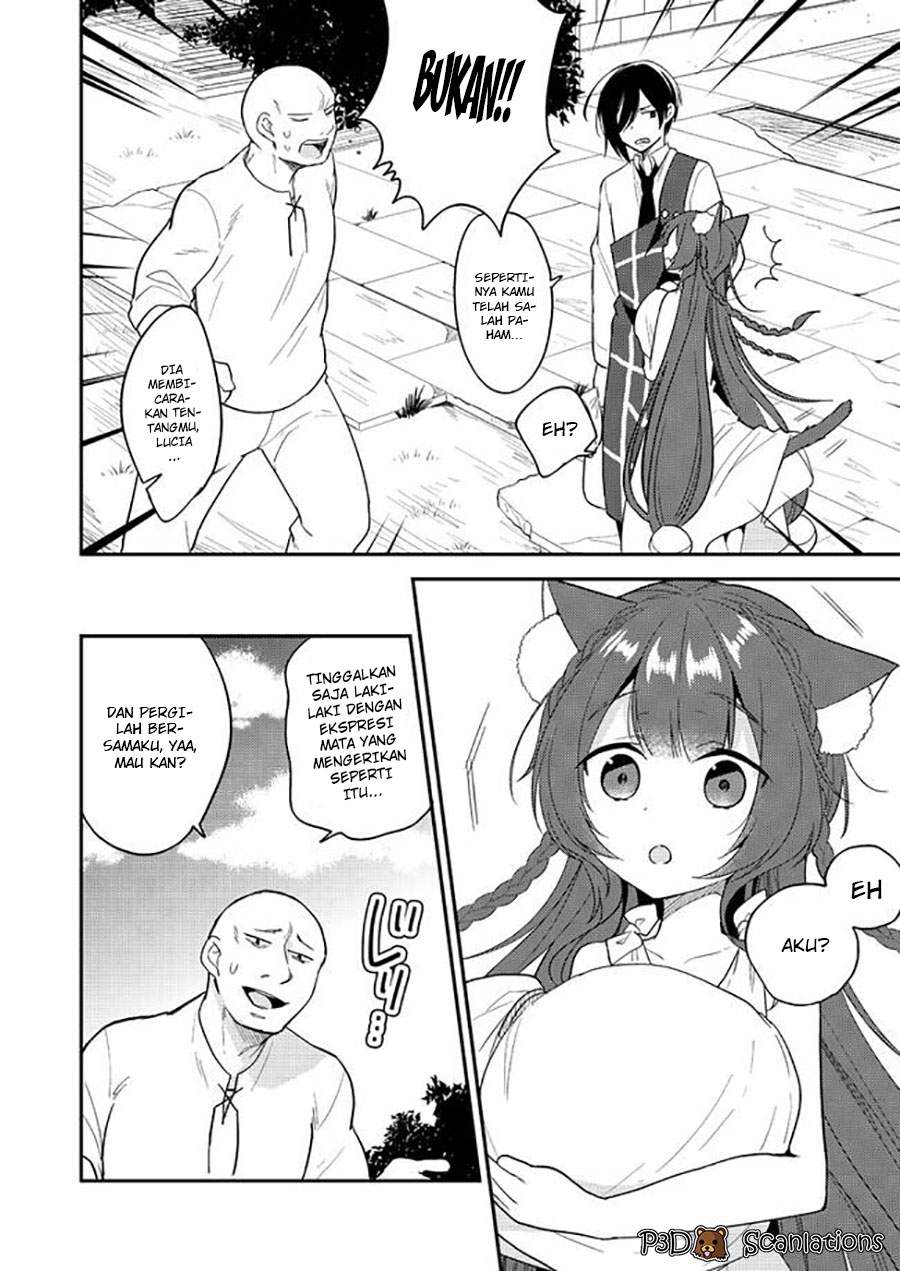 BUKAN!!
SEPERTI-
NYA KAMU
TELAH SA-
LAH PA-
HAM...
EH?
DIA
MEMBI-
CARA-
KAN TEN-
TANGMU,
LUCIA
...
EH
AKU?
TINGGALKAN
SAJA LAKI-
LAKI DENGAN
EKSPRESI
MATA YANG
MENGERIKAN
SEPERTI
ITU...
DAN PERGI-
LAH BER-
SAMAKU, YAA,
MAU KAN?
P3D Scanlations